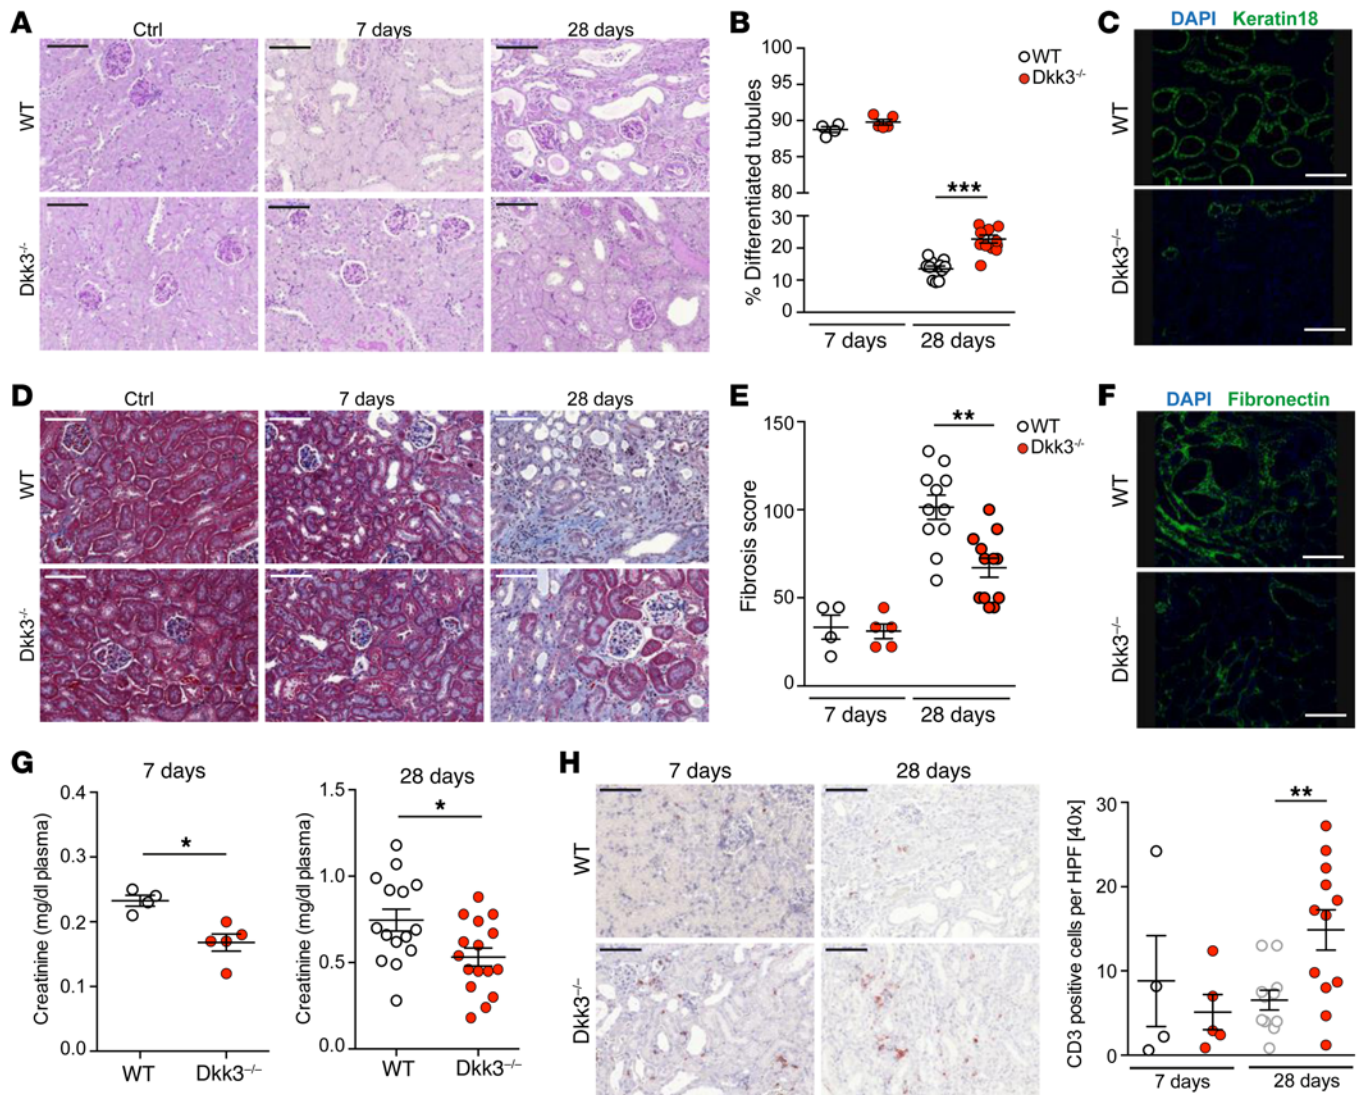 A
Ctrl
7 days
28 days
WT
Dkk3-/-
B
% Differentiated tubules
100
95
90
85
80
30
20
10
0
***
WT
Dkk3-/-
7 days
28 days
C
DAPI Keratin18
WT
Dkk3–/–
D
Ctrl
7 days
28 days
WT
Dkk3-/-
E
Fibrosis score
150
100
50
0
**
WT
Dkk3-/-
7 days
28 days
F
DAPI Fibronectin
WT
Dkk3–/–
G
7 days
Creatinine (mg/dl plasma)
0.4
0.3
0.2
0.1
0.0
*
WT
Dkk3–/–
28 days
Creatinine (mg/dl plasma)
1.5
1.0
0.5
0.0
*
WT
Dkk3–/–
H
7 days
28 days
WT
Dkk3–/–
CD3 positive cells per HPF [40x]
30
20
10
0
**
7 days
28 days